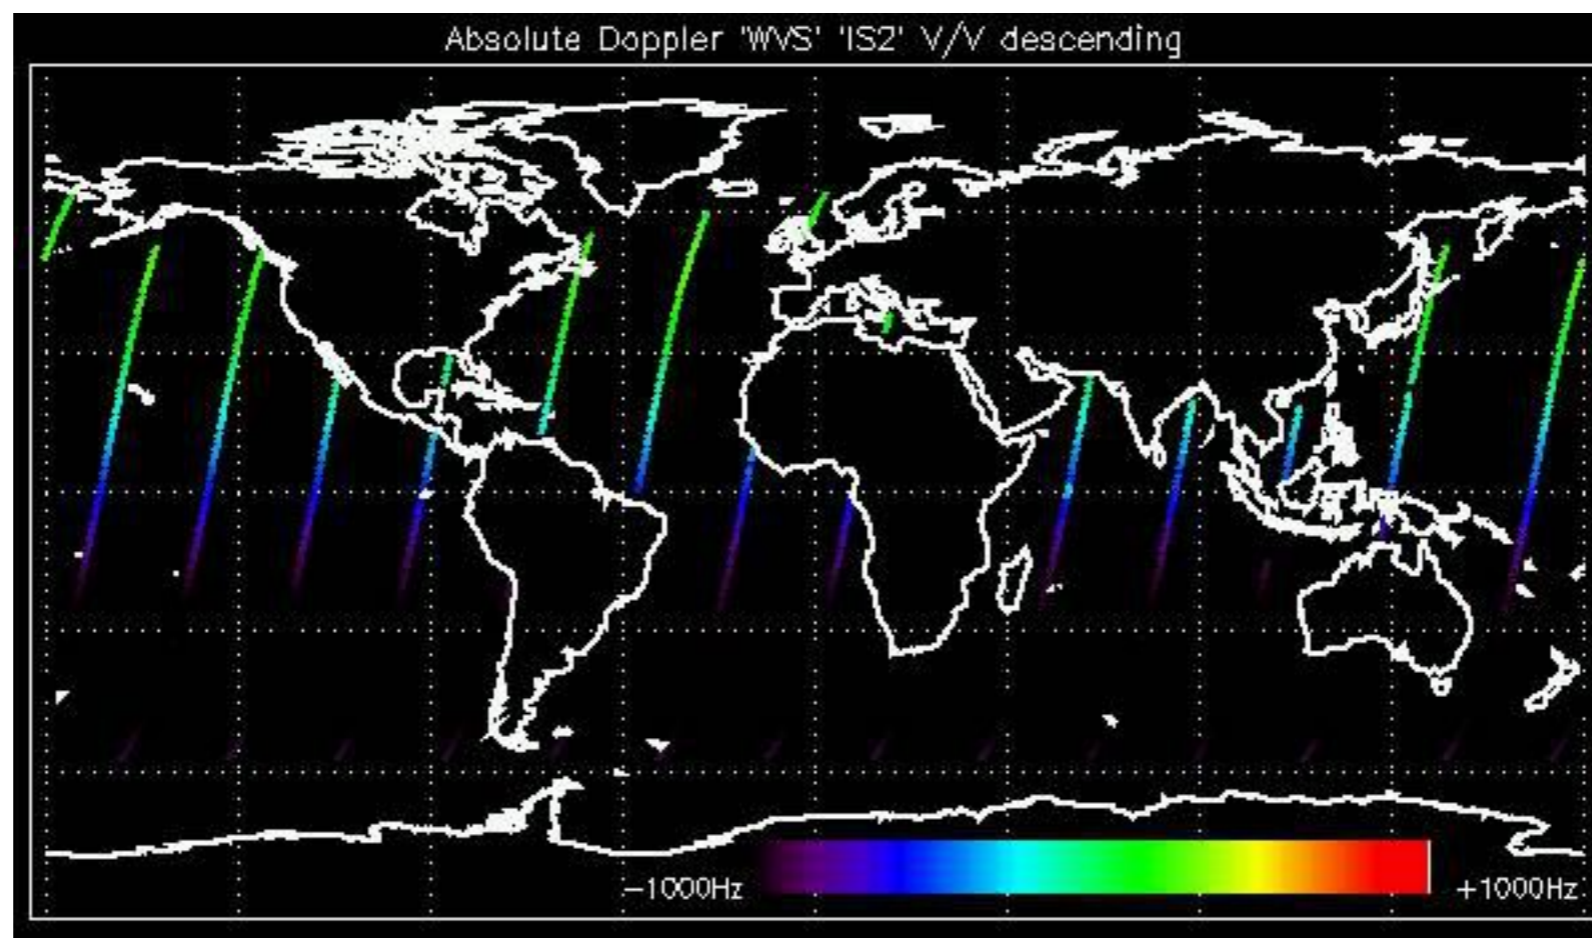 Absolute Doppler 'WVS' 'IS2' V/V descending
−1000Hz +1000Hz